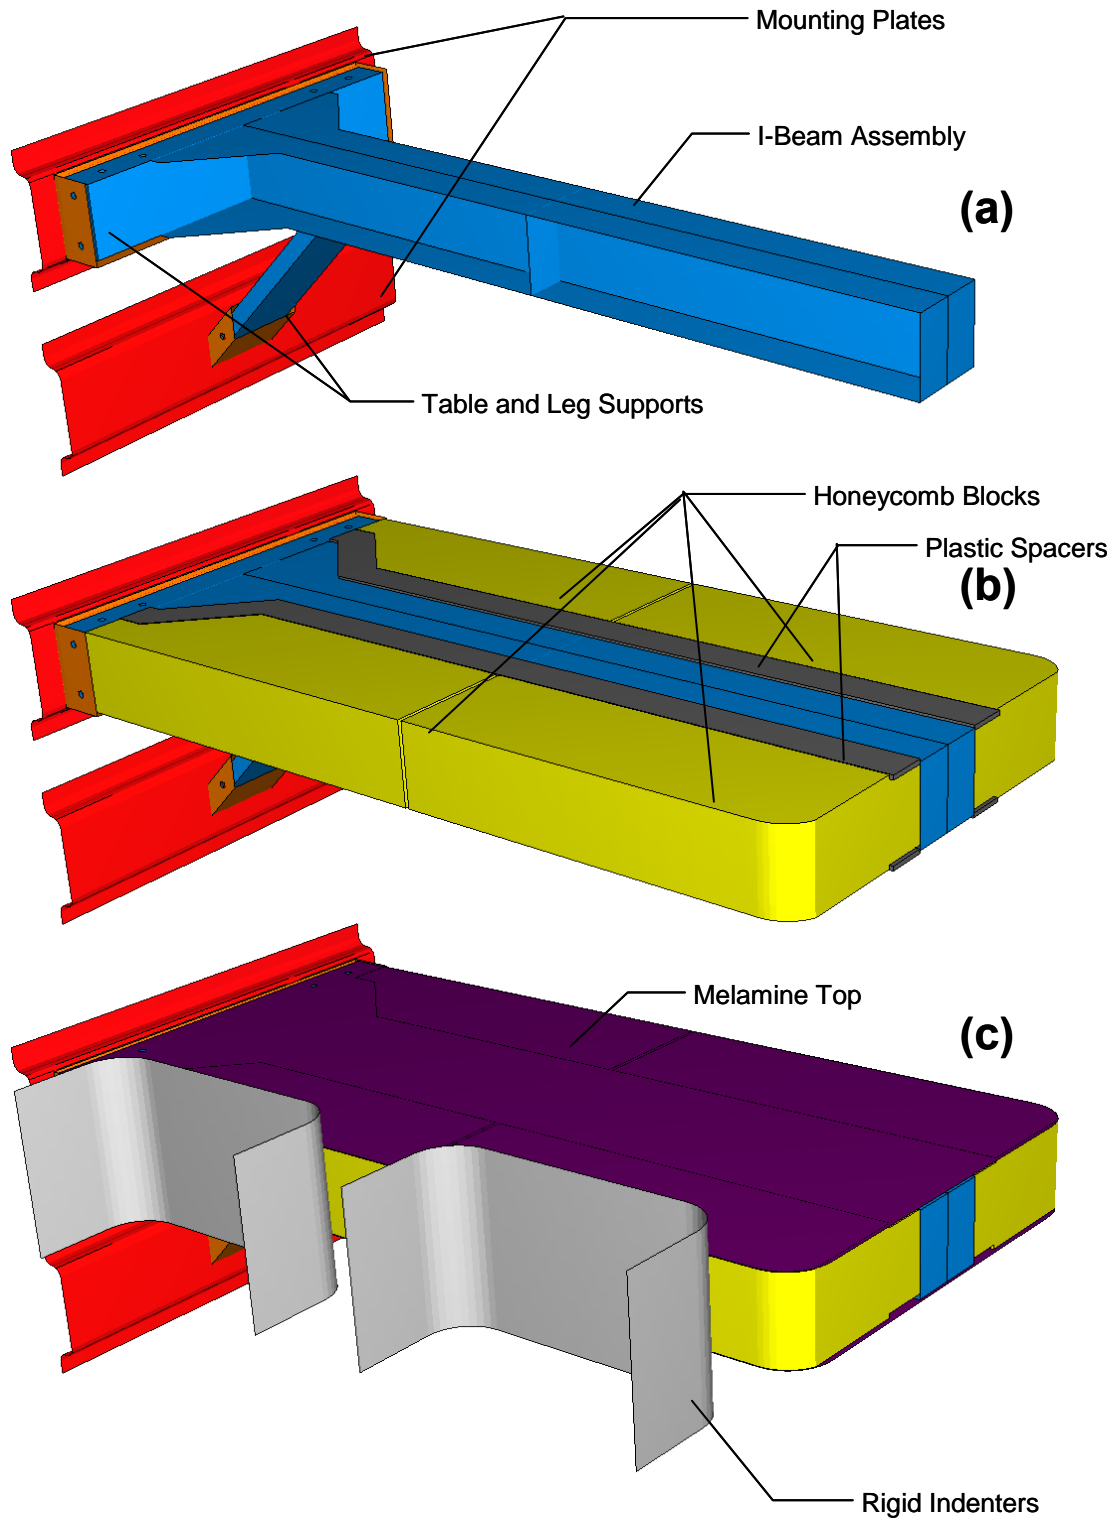 Mounting Plates
I-Beam Assembly
(a)
Table and Leg Supports
Honeycomb Blocks
Plastic Spacers
(b)
Melamine Top
(c)
Rigid Indenters